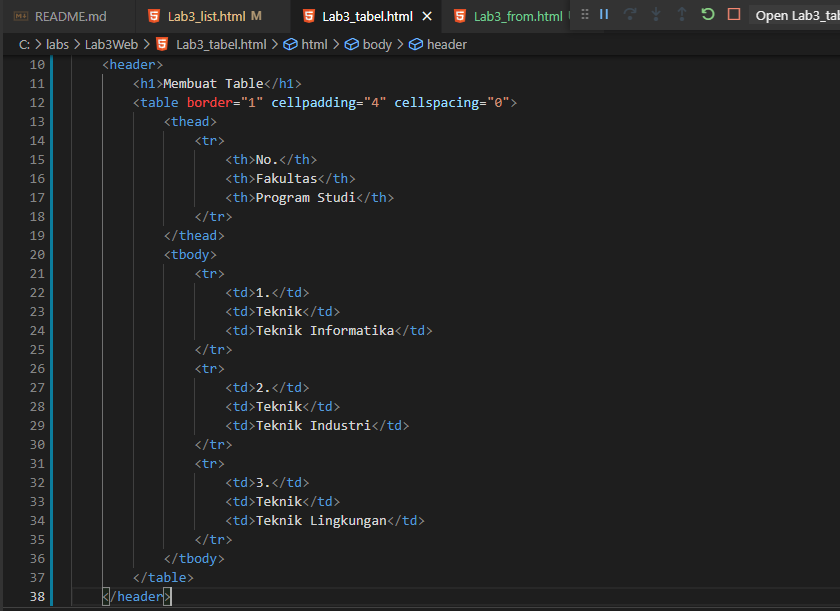 README.md Lab3_list.html M Lab3_tabel.html Lab3_from.html Open Lab3_tal
C: > labs > Lab3Web > Lab3_tabel.html > html > body > header
10 <header>
11 <h1>Membuat Table</h1>
12 <table border="1" cellpadding="4" cellspacing="0">
13 <thead>
14 <tr>
15 <th>No.</th>
16 <th>Fakultas</th>
17 <th>Program Studi</th>
18 </tr>
19 </thead>
20 <tbody>
21 <tr>
22 <td>1.</td>
23 <td>Teknik</td>
24 <td>Teknik Informatika</td>
25 </tr>
26 <tr>
27 <td>2.</td>
28 <td>Teknik</td>
29 <td>Teknik Industri</td>
30 </tr>
31 <tr>
32 <td>3.</td>
33 <td>Teknik</td>
34 <td>Teknik Lingkungan</td>
35 </tr>
36 </tbody>
37 </table>
38 </header>